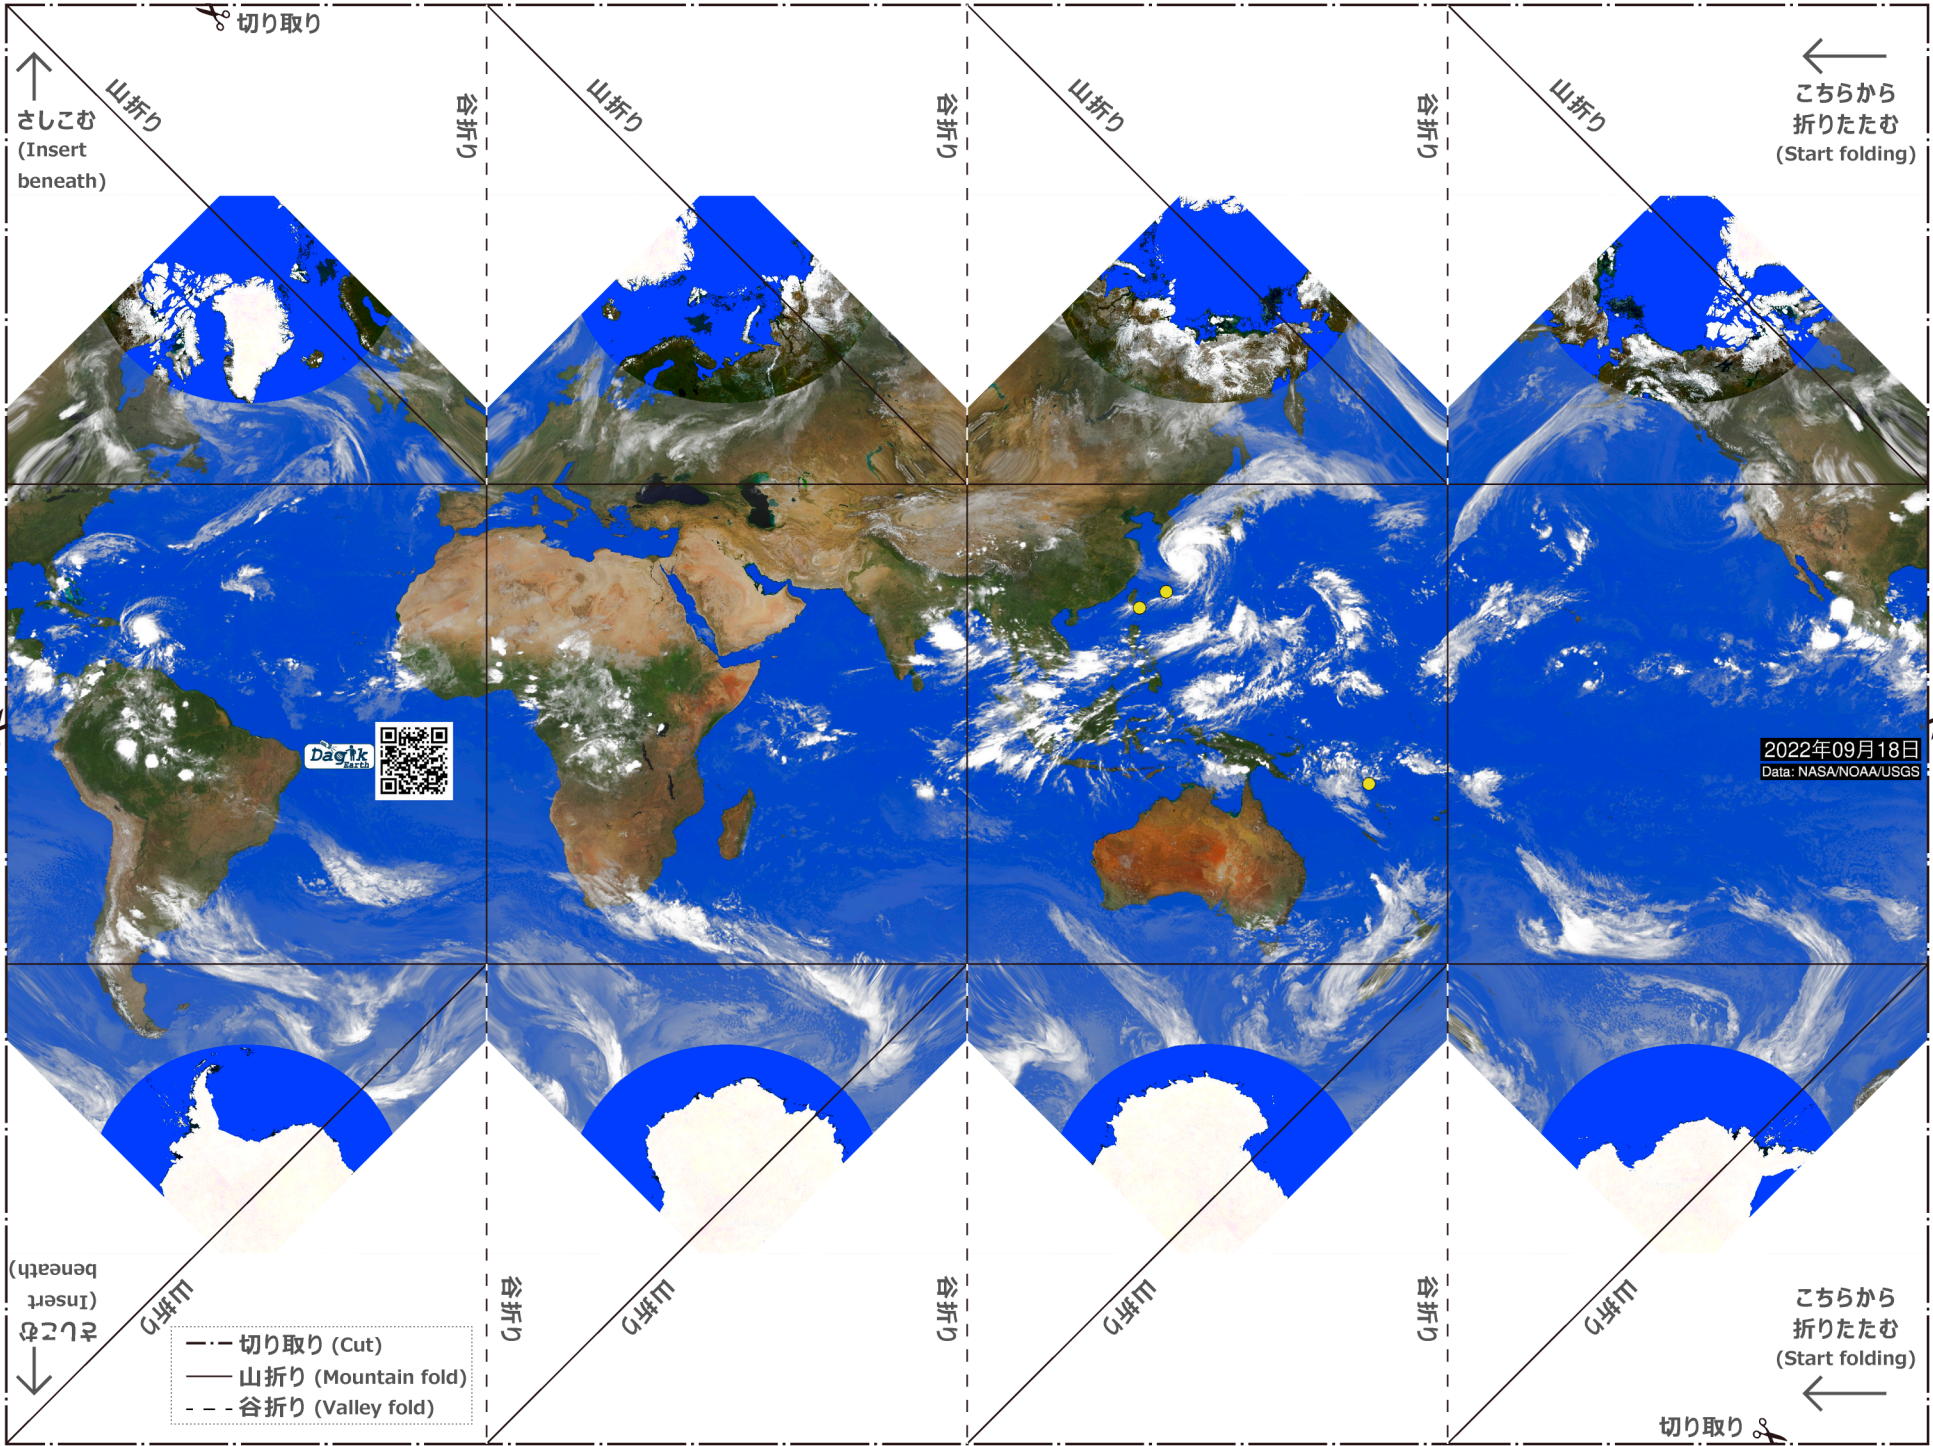 切り取り
山折り
谷折り
山折り
谷折り
山折り
谷折り
山折り
さしこむ
(Insert
beneath)
こちらから
折りたたむ
(Start folding)
Dagik
Earth
2022年09月18日
Data: NASA/NOAA/USGS
さしこむ
(Insert
beneath)
山折り
谷折り
山折り
谷折り
山折り
谷折り
山折り
こちらから
折りたたむ
(Start folding)
切り取り (Cut)
山折り (Mountain fold)
谷折り (Valley fold)
切り取り